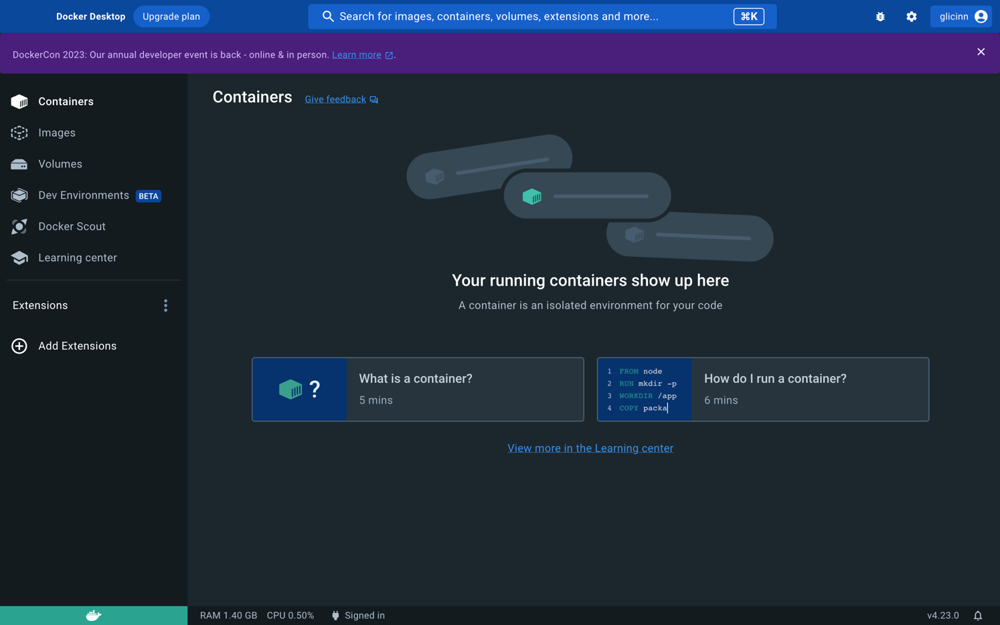 Docker Desktop
Upgrade plan
Search for images, containers, volumes, extensions and more...
⌘K
glicinn
DockerCon 2023: Our annual developer event is back - online & in person. Learn more.
Containers
Images
Volumes
Dev Environments BETA
Docker Scout
Learning center
Extensions
Add Extensions
Containers
Give feedback
Your running containers show up here
A container is an isolated environment for your code
?
What is a container?
5 mins
1 FROM node
2 RUN mkdir -p
3 WORKDIR /app
4 COPY packa
How do I run a container?
6 mins
View more in the Learning center
RAM 1.40 GB CPU 0.50% Signed in
v4.23.0